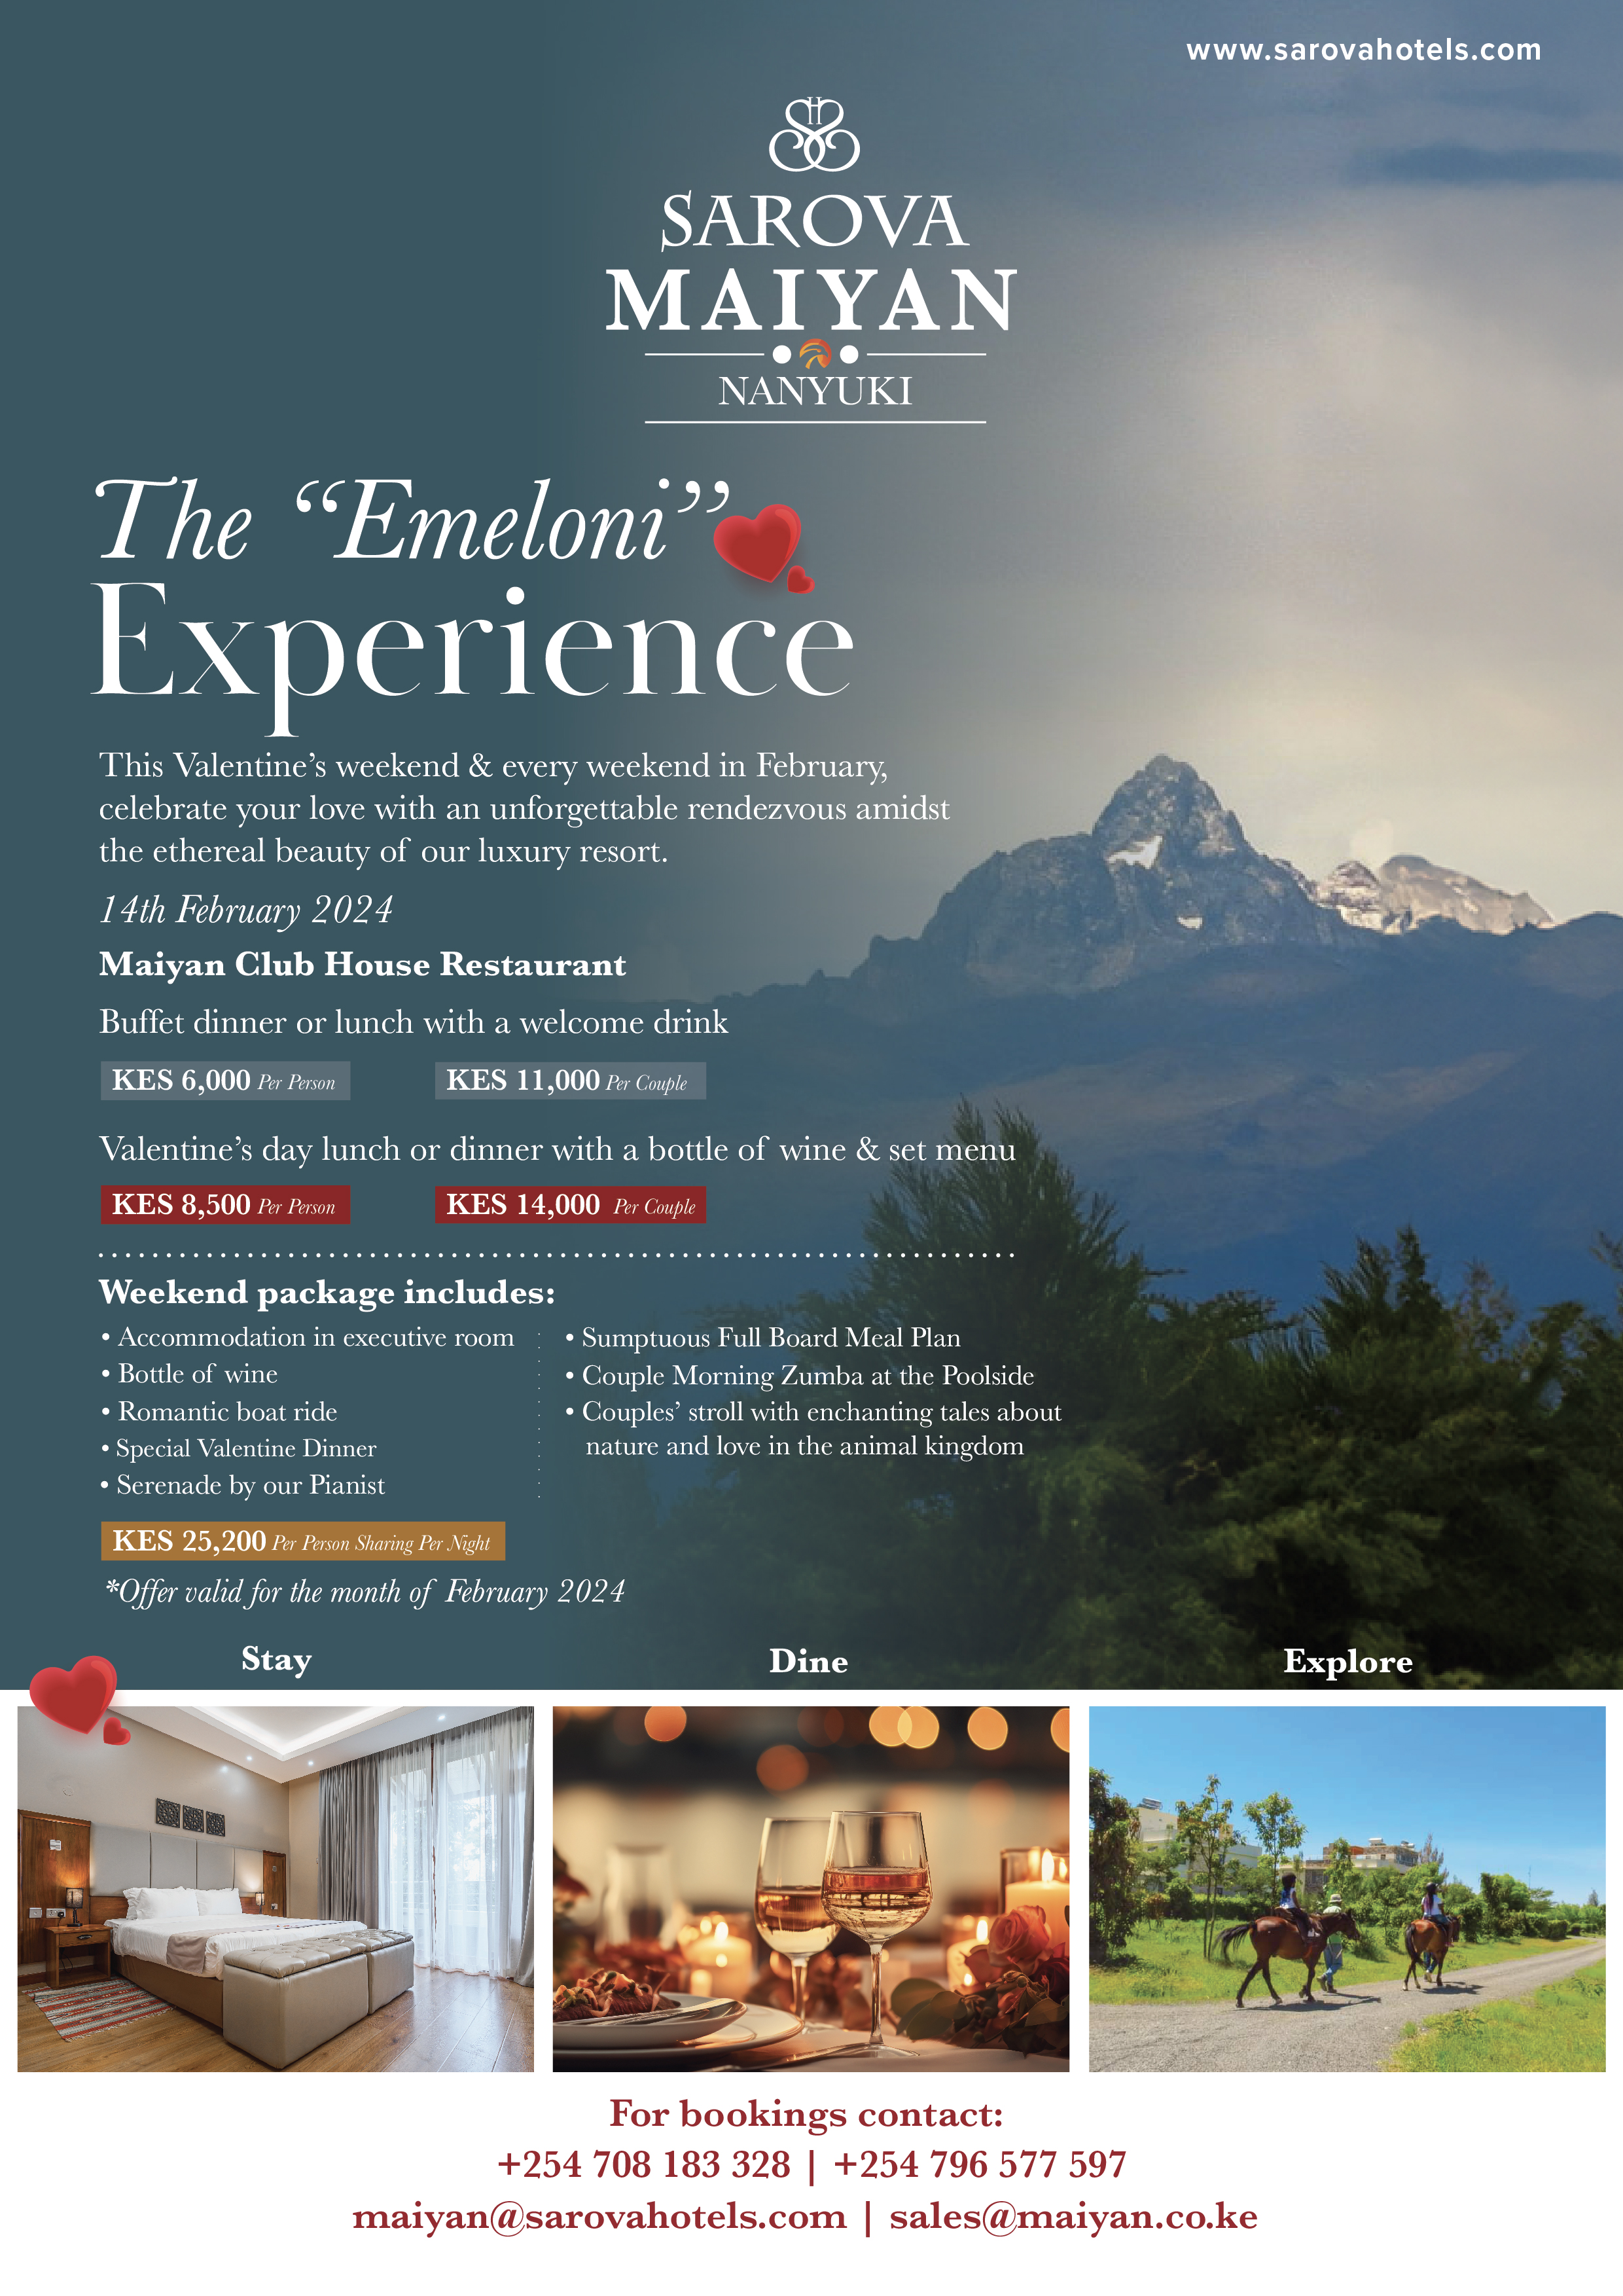 www.sarovahotels.com
SAROVA
MAIYAN
NANYUKI
The “Emeloni”
Experience
This Valentine’s weekend & every weekend in February,
celebrate your love with an unforgettable rendezvous amidst
the ethereal beauty of our luxury resort.
14th February 2024
Maiyan Club House Restaurant
Buffet dinner or lunch with a welcome drink
KES 6,000 Per Person
KES 11,000 Per Couple
Valentine’s day lunch or dinner with a bottle of wine & set menu
KES 8,500 Per Person
KES 14,000 Per Couple
Weekend package includes:
• Accommodation in executive room
• Bottle of wine
• Romantic boat ride
• Special Valentine Dinner
• Serenade by our Pianist
• Sumptuous Full Board Meal Plan
• Couple Morning Zumba at the Poolside
• Couples’ stroll with enchanting tales about
nature and love in the animal kingdom
KES 25,200 Per Person Sharing Per Night
*Offer valid for the month of February 2024
Stay
Dine
Explore
For bookings contact:
+254 708 183 328 | +254 796 577 597
maiyan@sarovahotels.com | sales@maiyan.co.ke